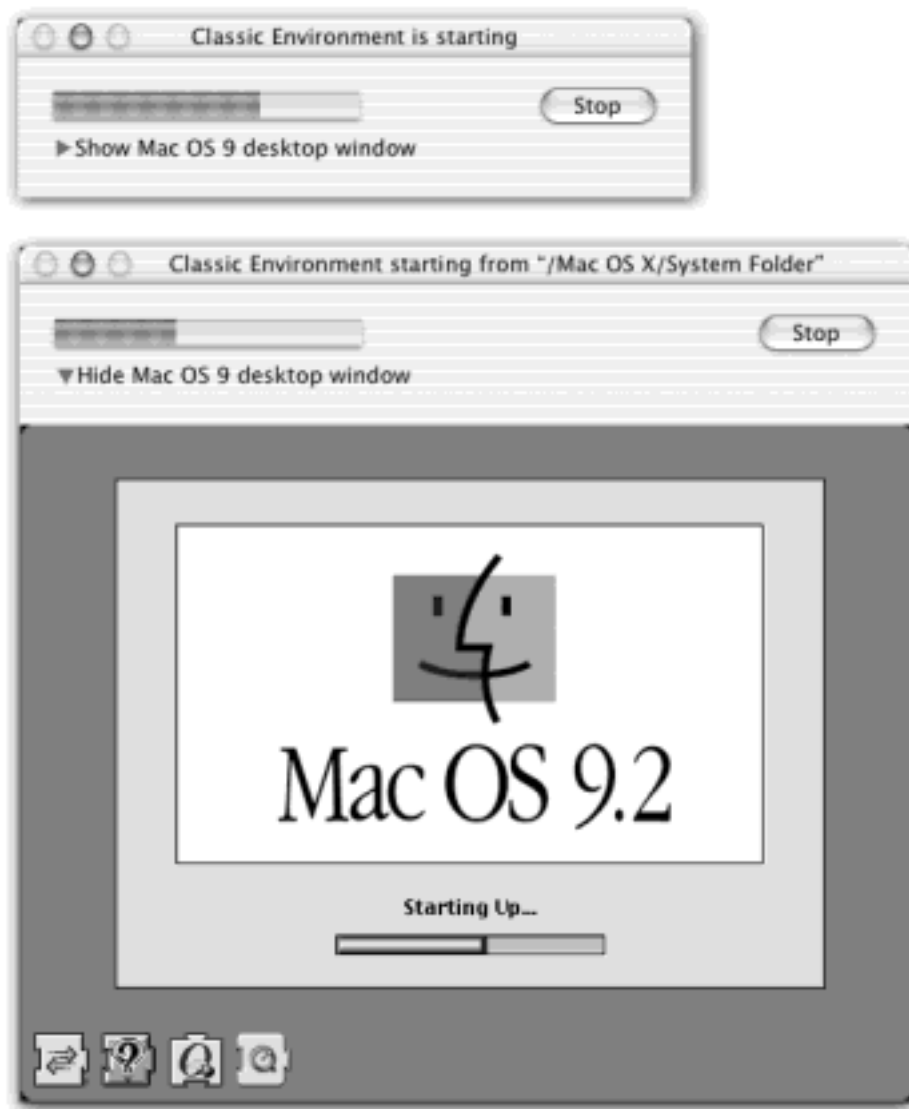 Classic Environment is starting
Stop
Show Mac OS 9 desktop window
Classic Environment starting from “/Mac OS X/System Folder”
Stop
Hide Mac OS 9 desktop window
Mac OS 9.2
Starting Up...